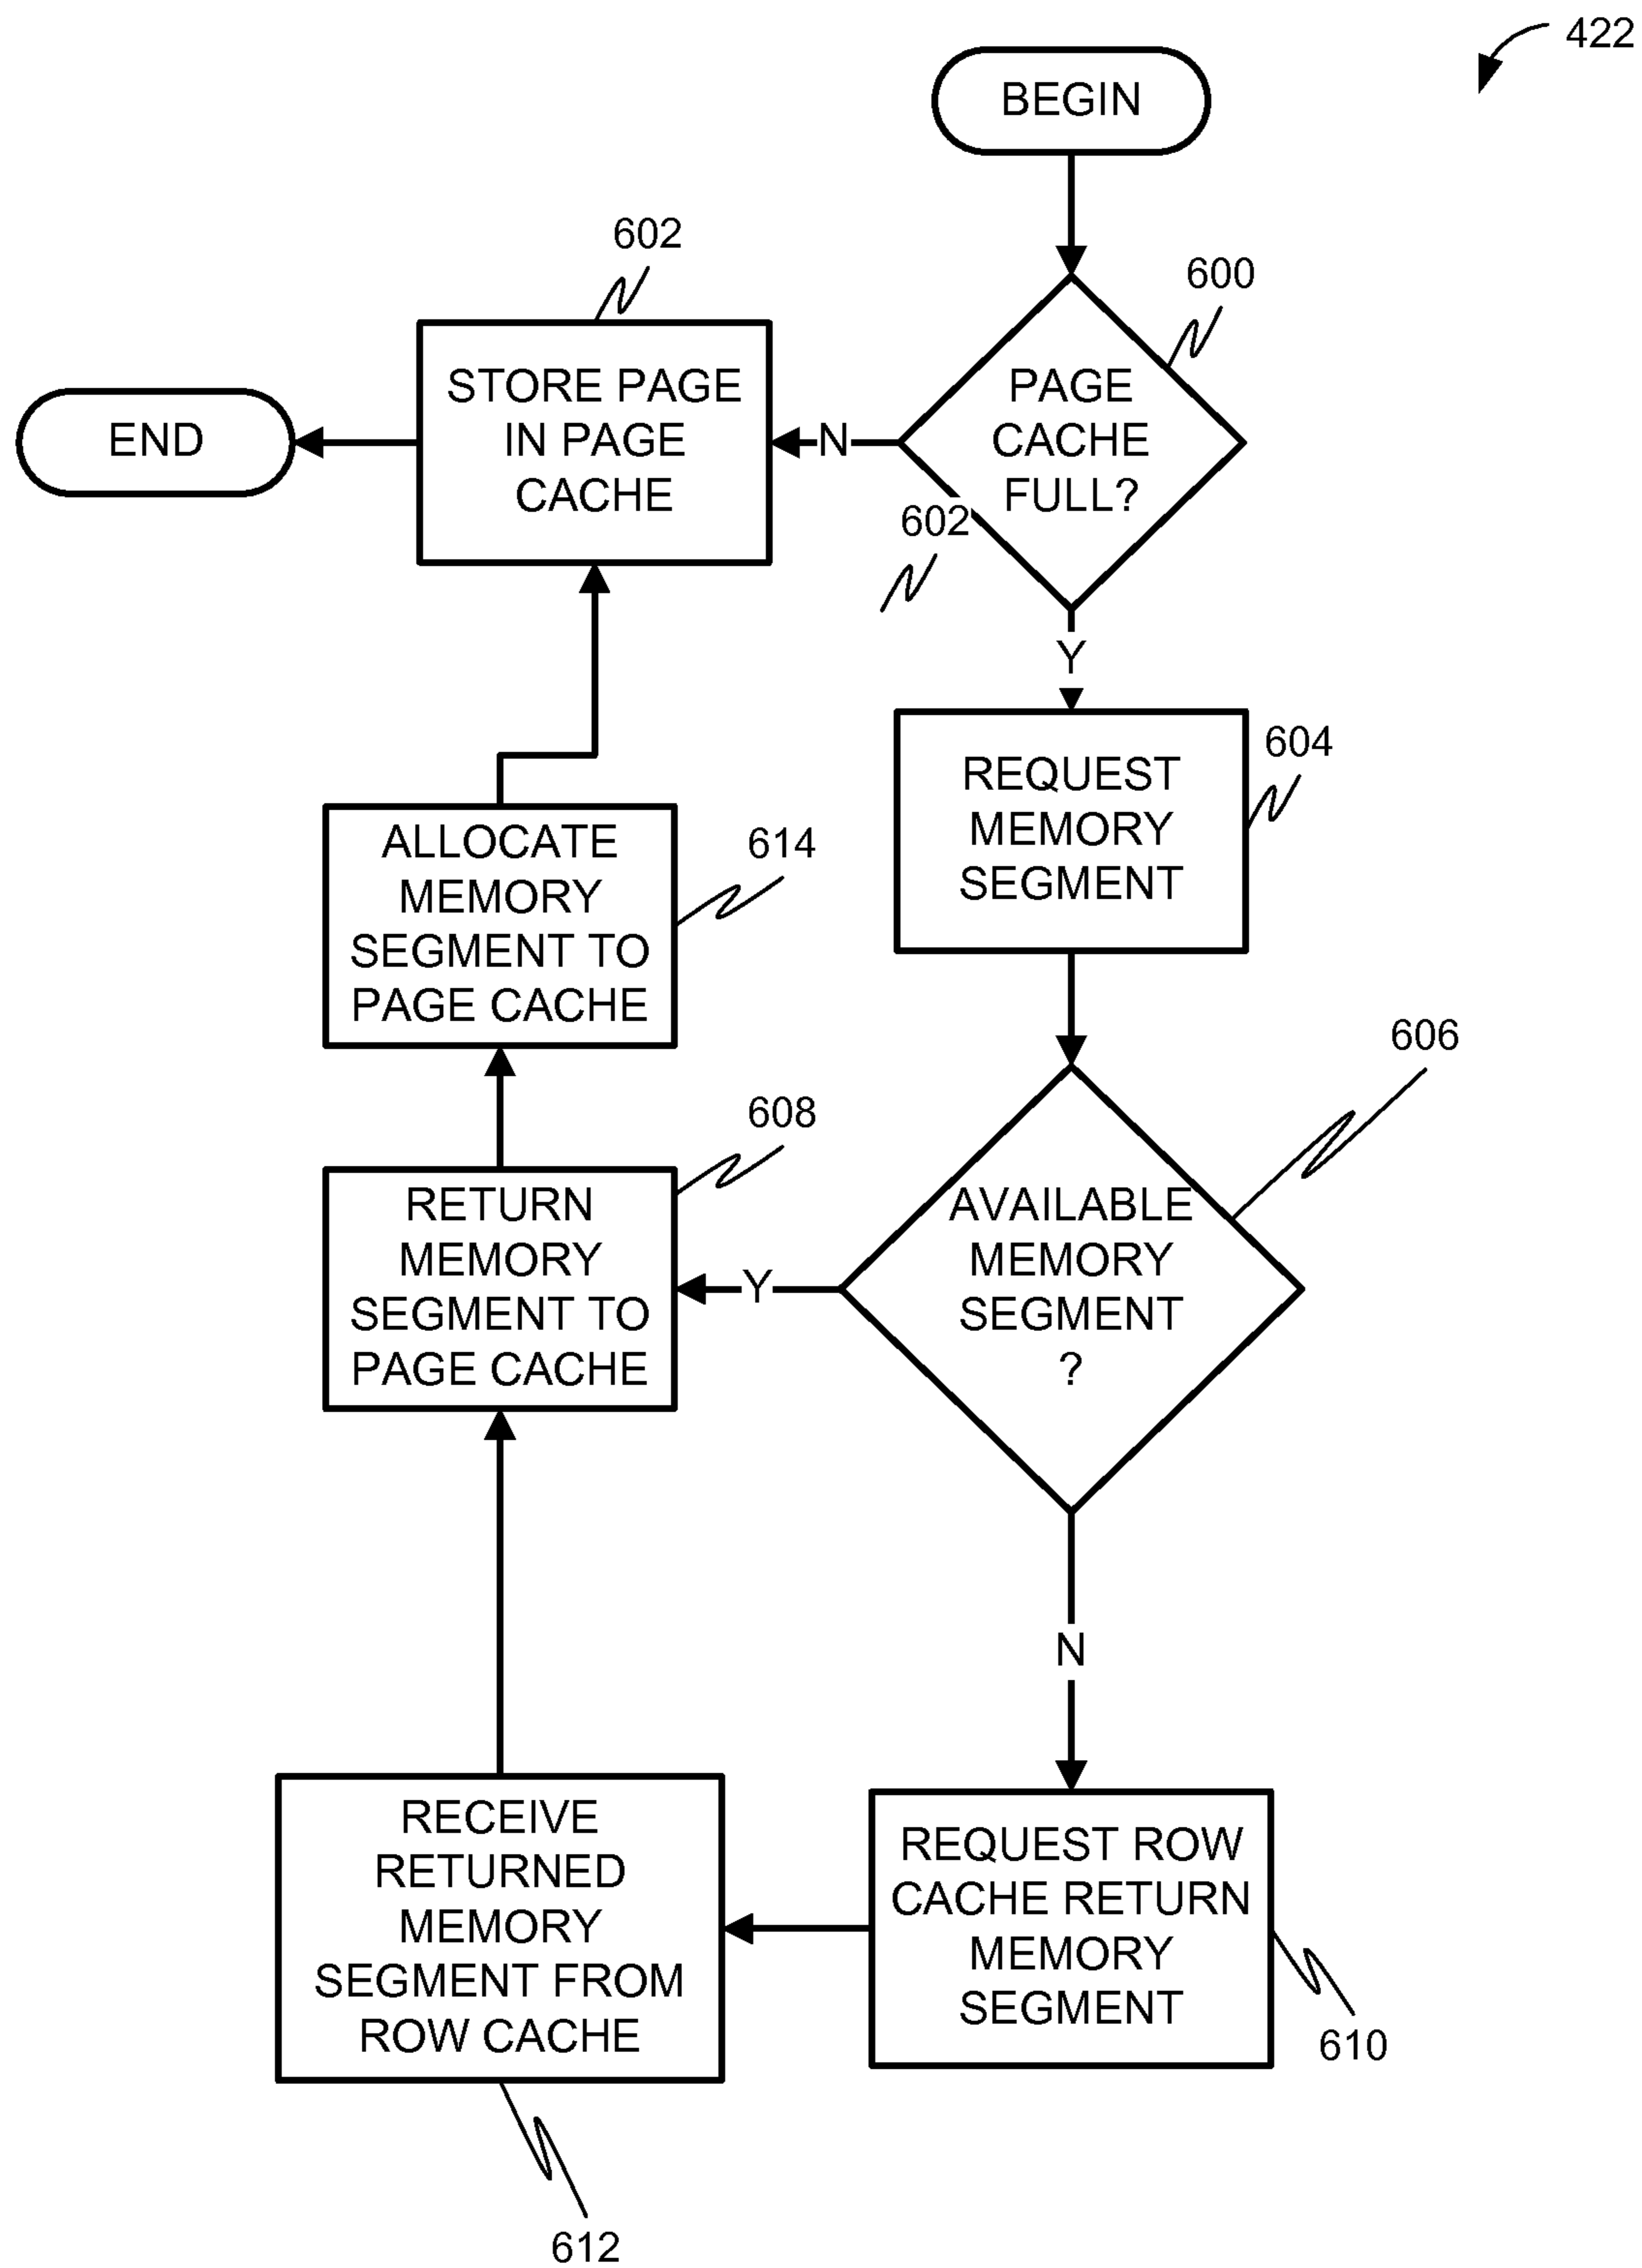 422
BEGIN
602
600
STORE PAGE
IN PAGE
CACHE
END
N
PAGE
CACHE
FULL?
602
Y
REQUEST
MEMORY
SEGMENT
604
ALLOCATE
MEMORY
SEGMENT TO
PAGE CACHE
614
606
608
RETURN
MEMORY
SEGMENT TO
PAGE CACHE
Y
AVAILABLE
MEMORY
SEGMENT
?
N
RECEIVE
RETURNED
MEMORY
SEGMENT FROM
ROW CACHE
REQUEST ROW
CACHE RETURN
MEMORY
SEGMENT
610
612